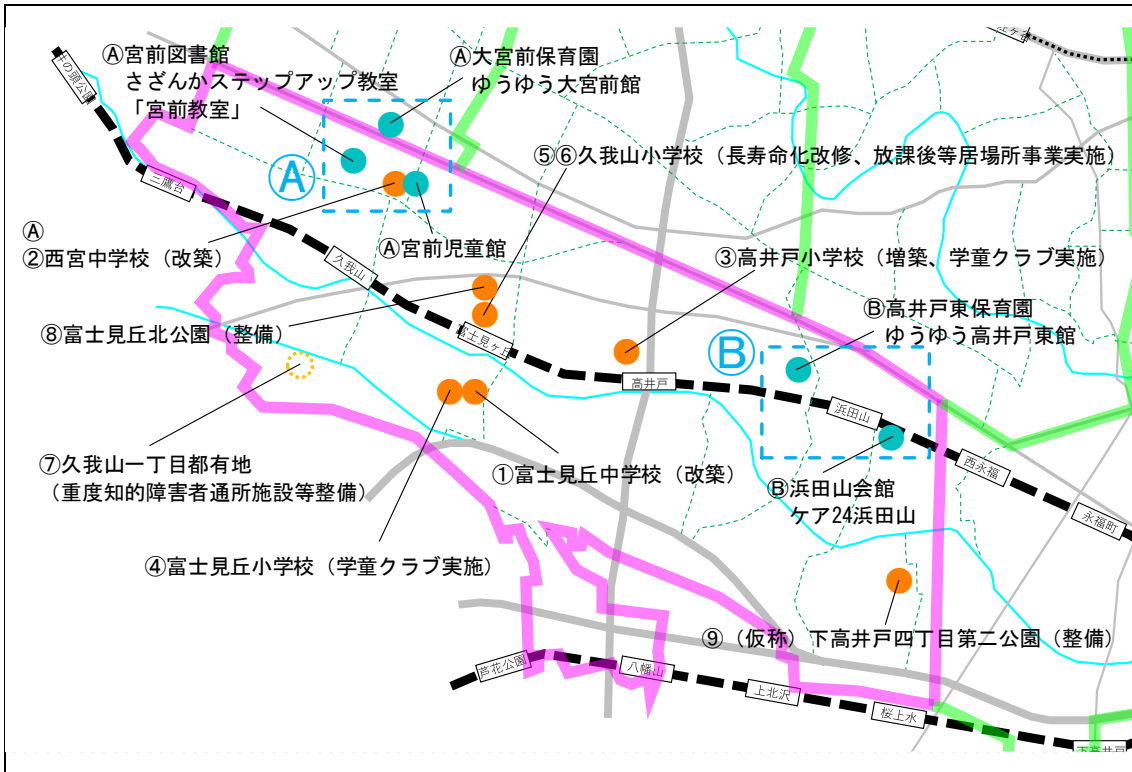 Ⓐ宮前図書館
さざんかステップアップ教室
「宮前教室」
Ⓐ大宮前保育園
ゆうゆう大宮前館
井の頭公園
三鷹台
Ⓐ
⑤⑥久我山小学校（長寿命化改修、放課後等居場所事業実施）
Ⓐ
②西宮中学校（改築）
Ⓐ宮前児童館
③高井戸小学校（増築、学童クラブ実施）
久我山
⑧富士見丘北公園（整備）
富士見ヶ丘
Ⓑ高井戸東保育園
ゆうゆう高井戸東館
Ⓑ
高井戸
浜田山
⑦久我山一丁目都有地
（重度知的障害者通所施設等整備）
①富士見丘中学校（改築）
Ⓑ浜田山会館
ケア24浜田山
西永福
永福町
④富士見丘小学校（学童クラブ実施）
⑨（仮称）下高井戸四丁目第二公園（整備）
芦花公園
八幡山
上北沢
桜上水
下高井戸